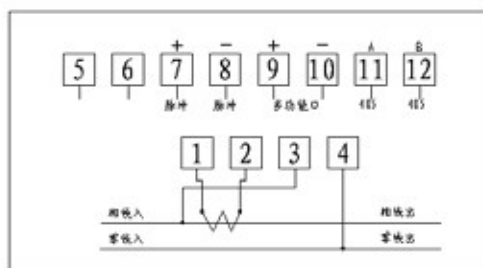 + − + − A B
5 6 7 8 9 10 11 12
脉冲 脉冲 多功能口 485 485
1 2 3 4
相线入 相线出
零线入 零线出